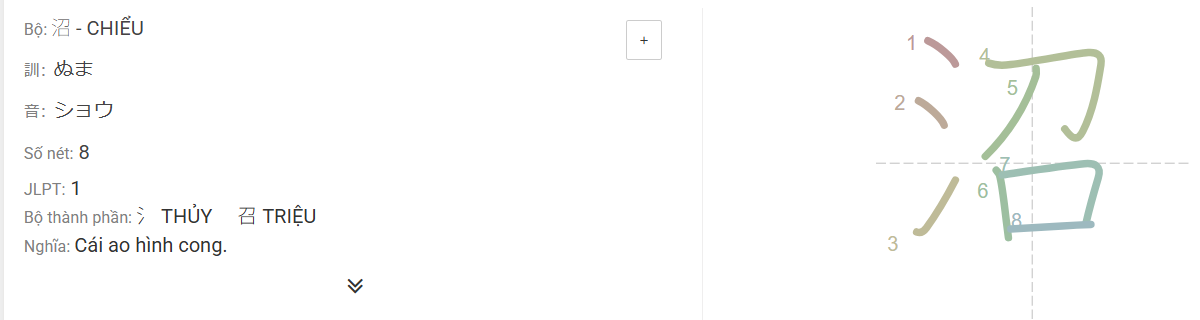 Bộ: 沼 - CHIỂU
+
訓: ぬま
音: ショウ
Số nét: 8
JLPT: 1
Bộ thành phần: 氵 THỦY 召 TRIỆU
Nghĩa: Cái ao hình cong.
沼
1
2
3
4
5
6
7
8